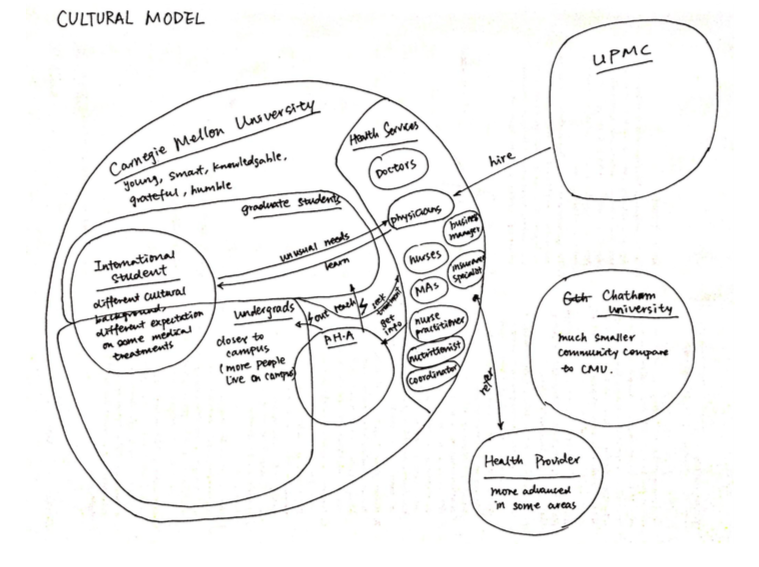 CULTURAL MODEL
UPMC
Carnegie Mellon University
young, smart, knowledgable,
grateful, humble
Health Services
Doctors
hire
physicians
graduate students
business
manager
unusual needs
learn
nurses
insurance
specialist
MAs
International
Student
different cultural
background,
different expectation
on some medical
treatments
undergrads
closer to
campus
(more people
live on campus)
out reach
seek
treatment
get
into
P.H.A
nurse
practitioner
nutritionist
coordinator
refer
Chatham
University
much smaller
community compare
to CMU.
Health Provider
more advanced
in some areas